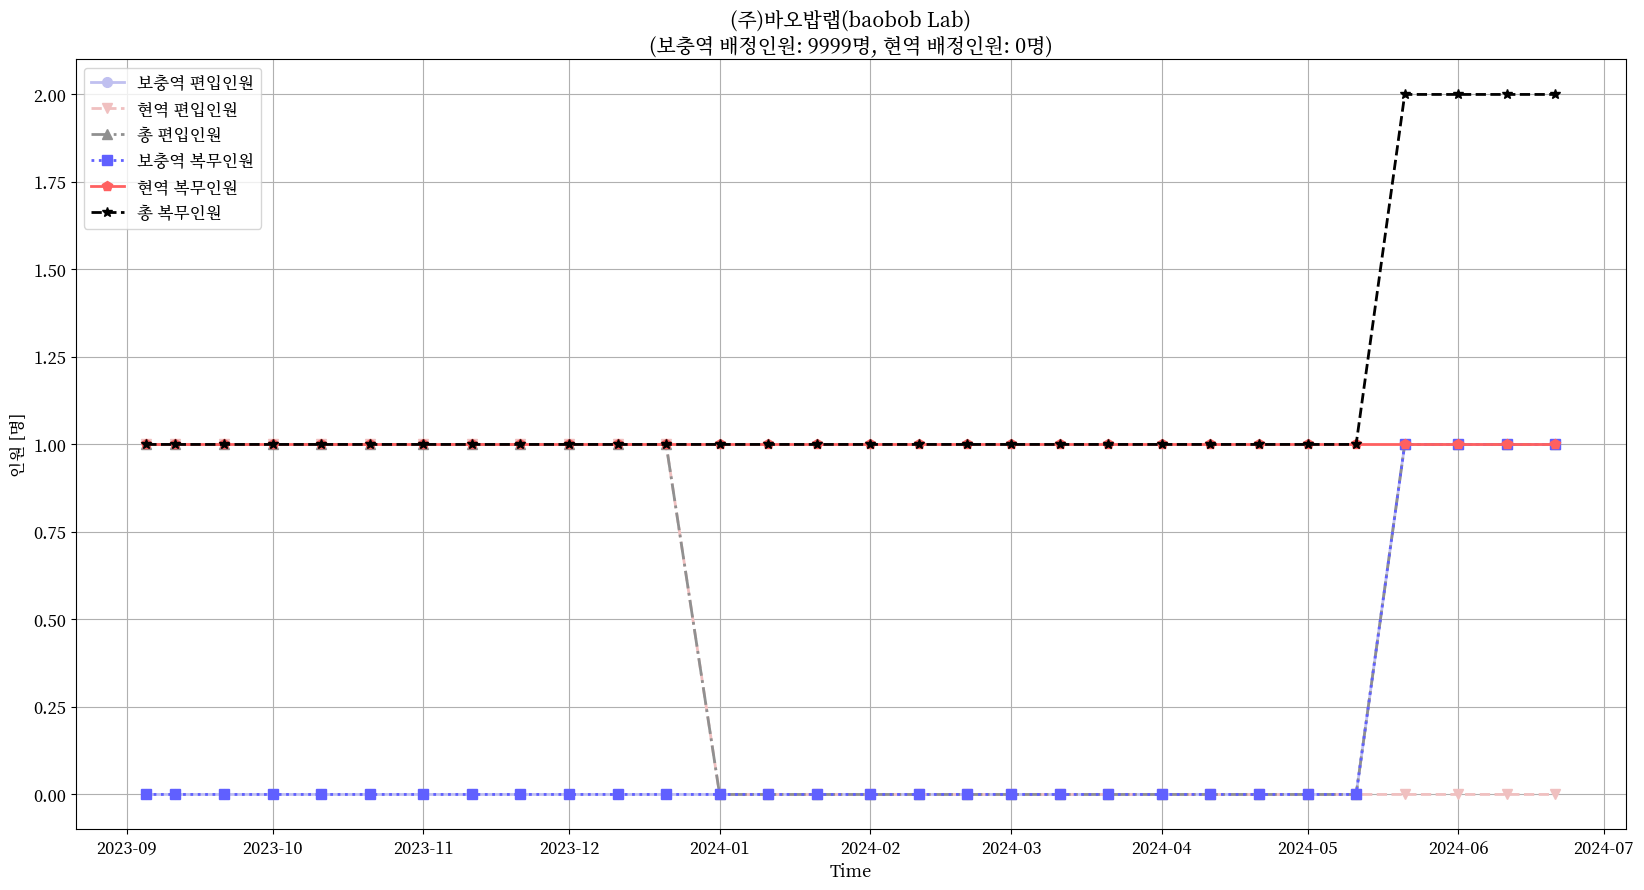 (주)바오밥랩(baobob Lab)
(보충역 배정인원: 9999명, 현역 배정인원: 0명)
보충역 편입인원
현역 편입인원
총 편입인원
보충역 복무인원
현역 복무인원
총 복무인원
2.00
1.75
1.50
1.25
1.00
0.75
0.50
0.25
0.00
인원 [명]
2023-09 2023-10 2023-11 2023-12 2024-01 2024-02 2024-03 2024-04 2024-05 2024-06 2024-07
Time